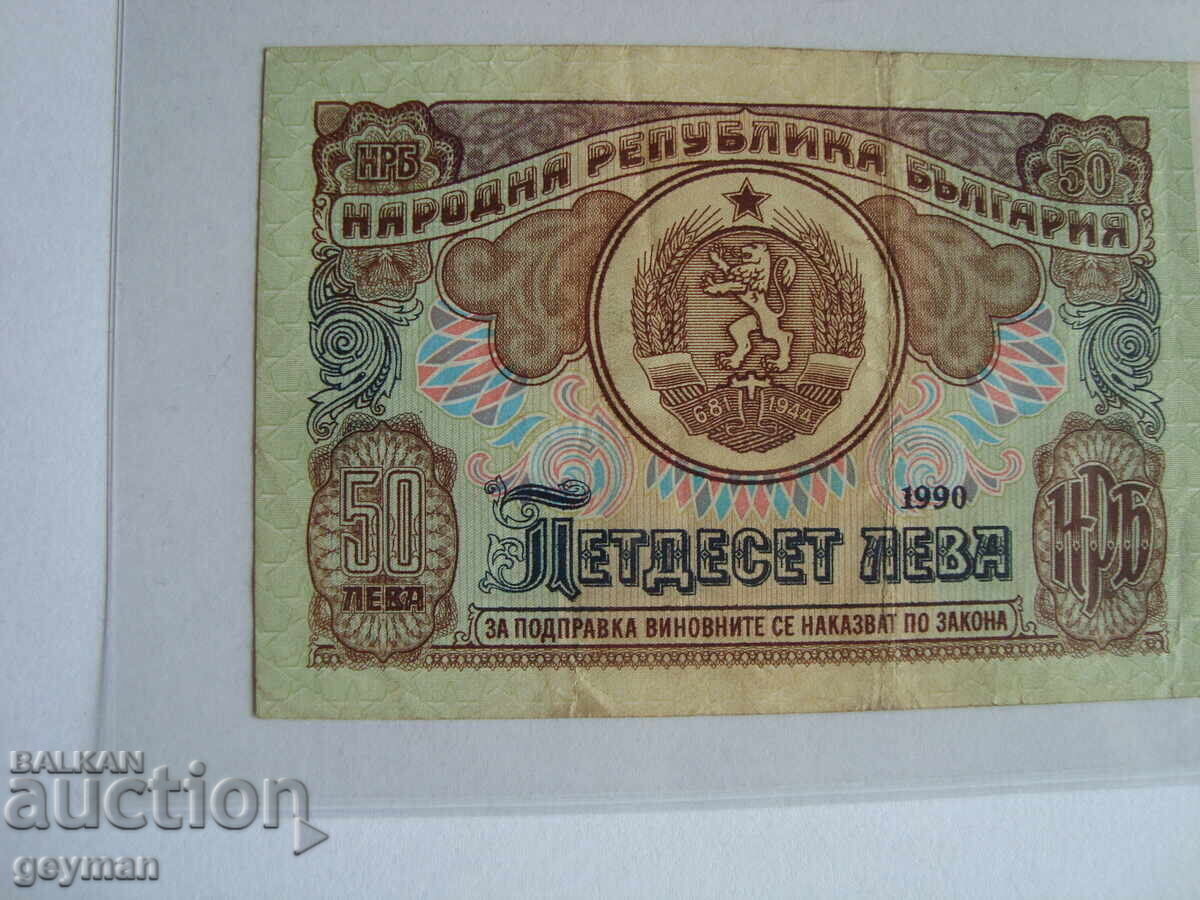 НРБ
50
НАРОДНА РЕПУБЛИКА БЪЛГАРИЯ
681 1944
1990
50
ЛЕВА
ПЕТДЕСЕТ ЛЕВА
НРБ
ЗА ПОДПРАВКА ВИНОВНИТЕ СЕ НАКАЗВАТ ПО ЗАКОНА
BALKAN
auction
geyman